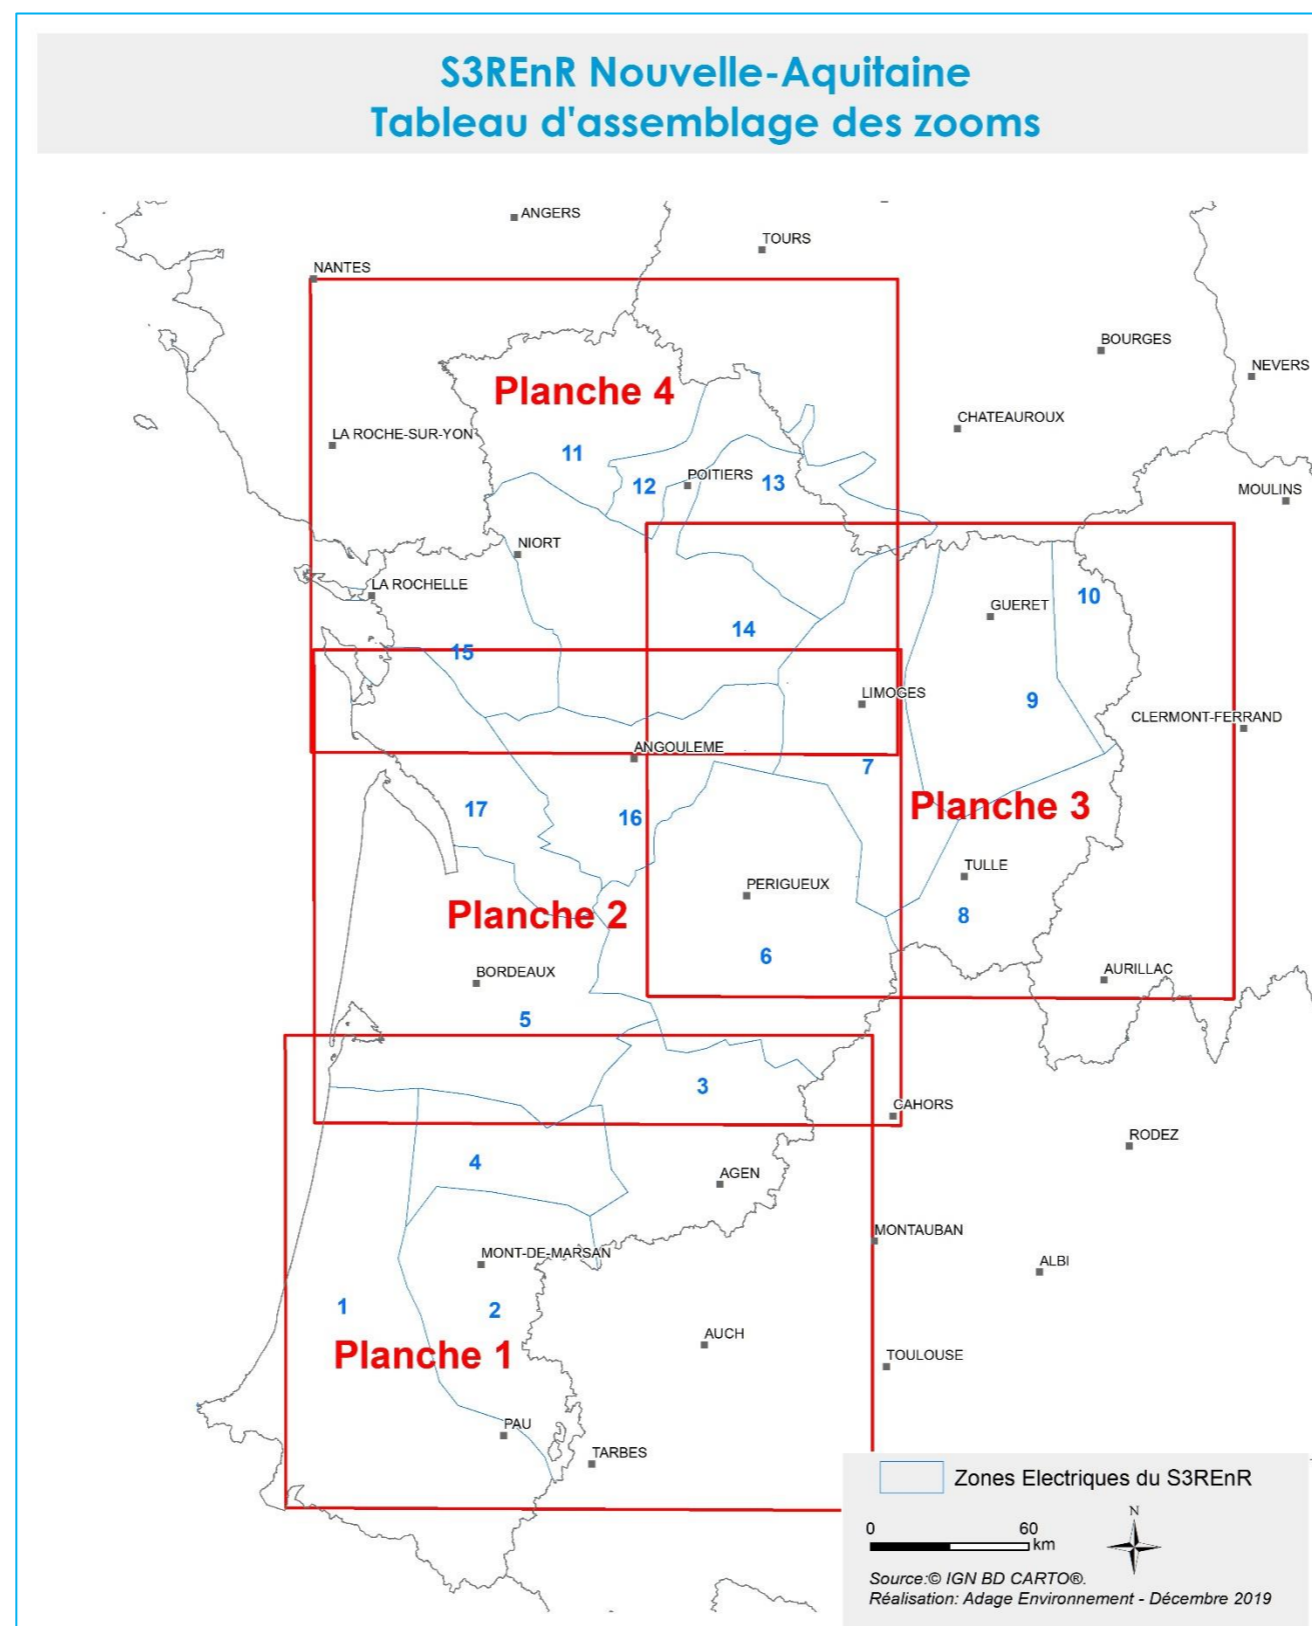 S3REnR Nouvelle-Aquitaine
Tableau d'assemblage des zooms
ANGERS
TOURS
NANTES
BOURGES
NEVERS
Planche 4
CHATEAUROUX
LA ROCHE-SUR-YON
11
POITIERS
12
13
MOULINS
NIORT
LA ROCHELLE
10
GUERET
14
15
LIMOGES
9
CLERMONT-FERRAND
ANGOULEME
7
17
16
Planche 3
TULLE
PERIGUEUX
Planche 2
8
6
BORDEAUX
AURILLAC
5
3
CAHORS
RODEZ
4
AGEN
MONTAUBAN
MONT-DE-MARSAN
ALBI
1
2
AUCH
Planche 1
TOULOUSE
PAU
TARBES
Zones Electriques du S3REnR
N
0 60
km
Source:© IGN BD CARTO®.
Réalisation: Adage Environnement - Décembre 2019